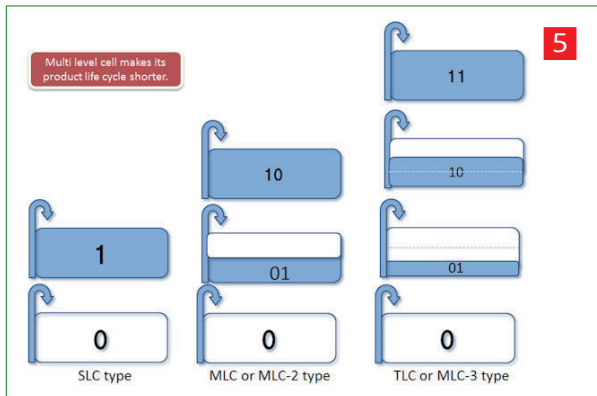 Multi level cell makes its
product life cycle shorter.
5
11
10
10
1
01
01
0
0
0
SLC type
MLC or MLC-2 type
TLC or MLC-3 type